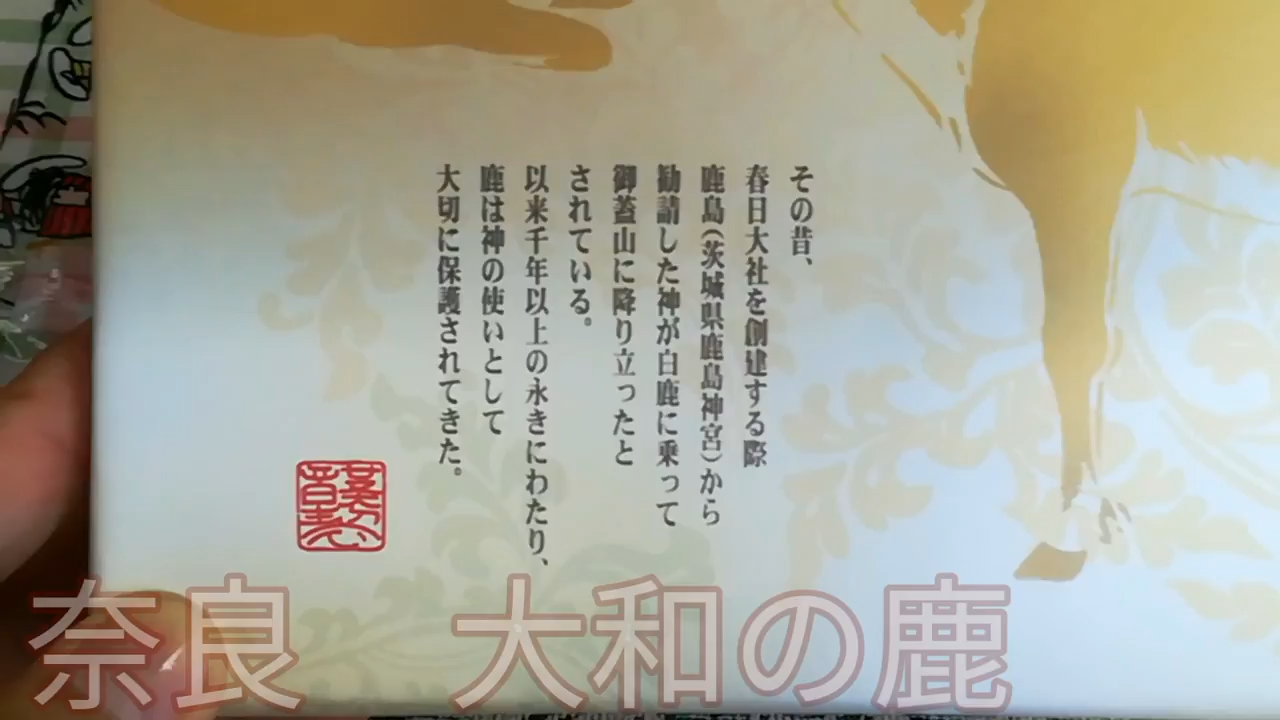 その昔、
春日大社を創建する際
鹿島(茨城県鹿島神宮)から
勧請した神が白鹿に乗って
御蓋山に降り立ったと
されている。
以来千年以上の永きにわたり、
鹿は神の使いとして
大切に保護されてきた。
奈良 大和の鹿